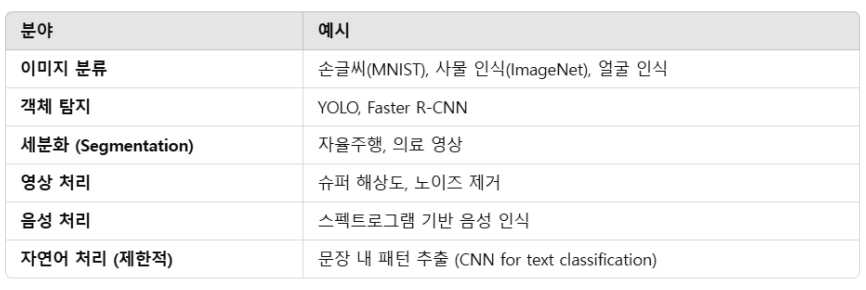 분야 예시
이미지 분류 손글씨(MNIST), 사물 인식(ImageNet), 얼굴 인식
객체 탐지 YOLO, Faster R-CNN
세분화 (Segmentation) 자율주행, 의료 영상
영상 처리 슈퍼 해상도, 노이즈 제거
음성 처리 스펙트로그램 기반 음성 인식
자연어 처리 (제한적) 문장 내 패턴 추출 (CNN for text classification)